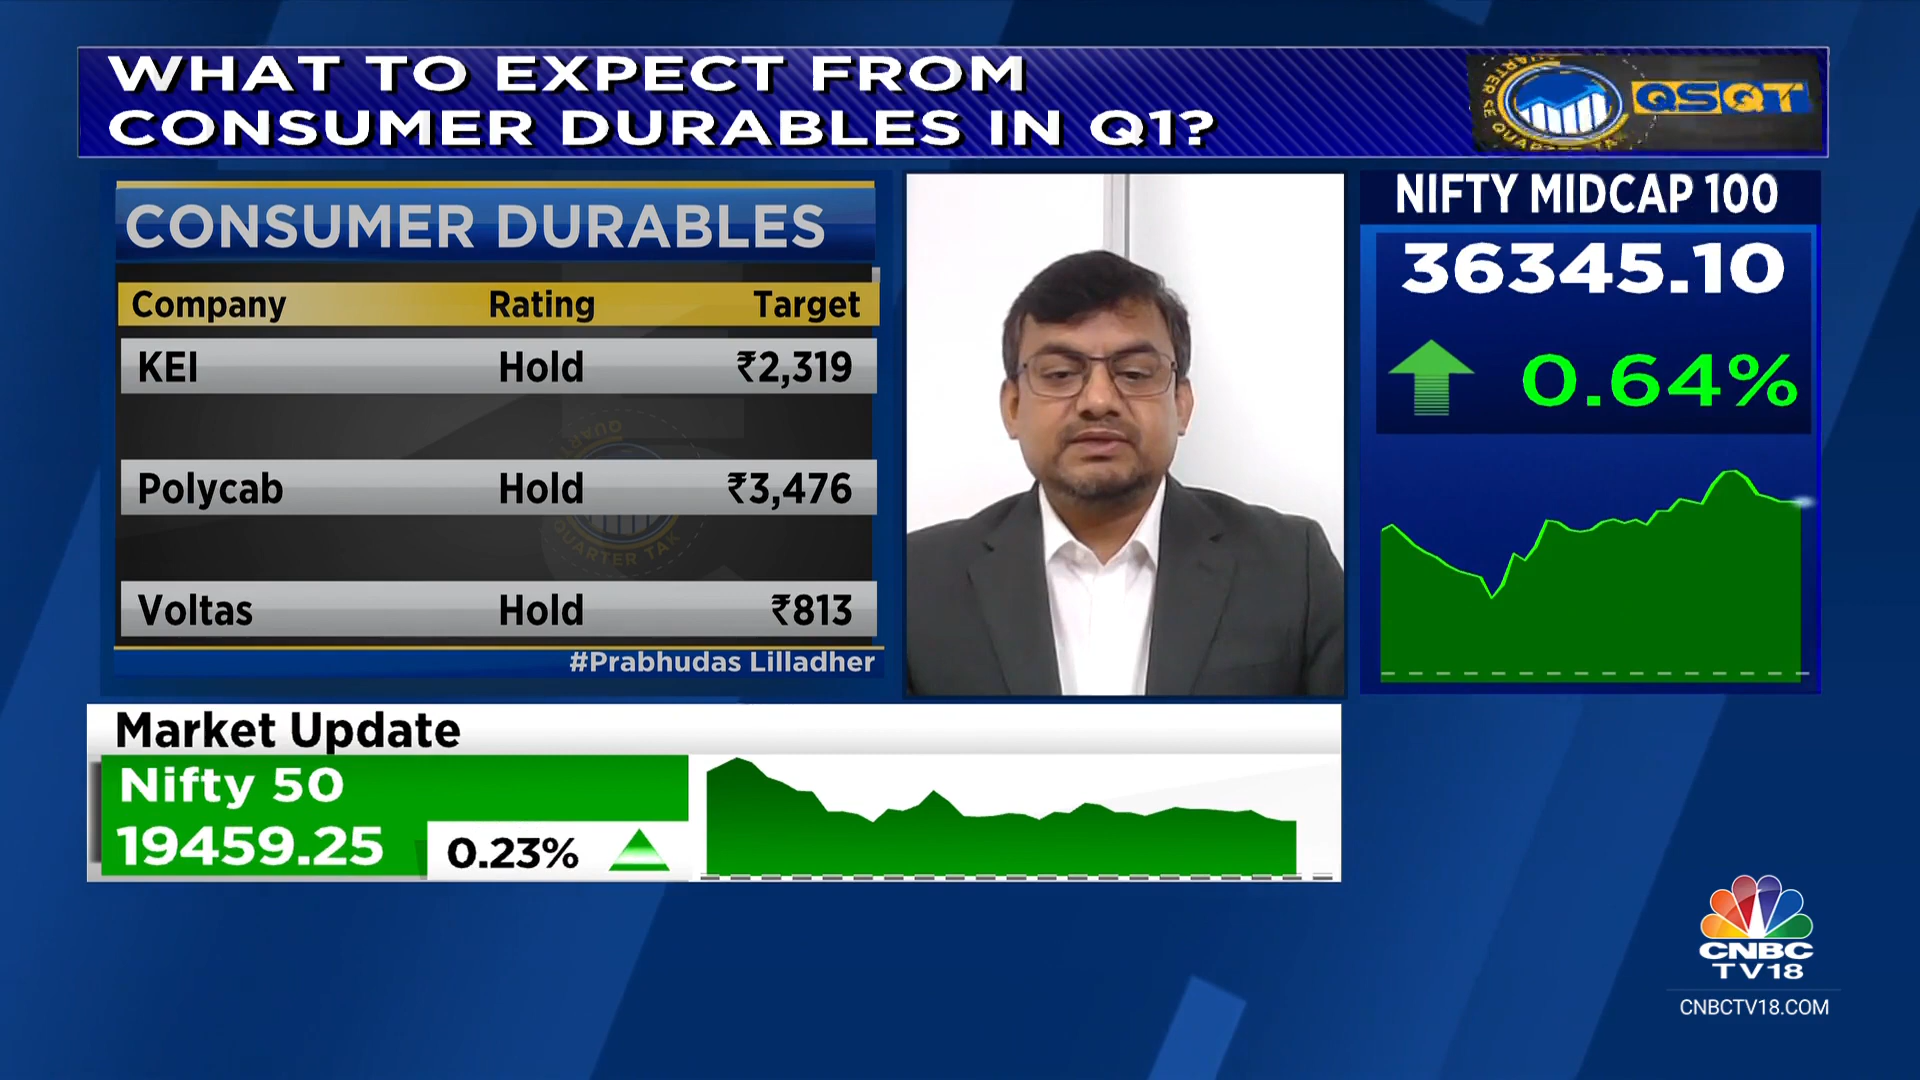 WHAT TO EXPECT FROM
CONSUMER DURABLES IN Q1?
QSQT
CONSUMER DURABLES
Company Rating Target
KEI Hold ₹2,319
Polycab Hold ₹3,476
Voltas Hold ₹813
QUARTER TAK
#Prabhudas Lilladher
NIFTY MIDCAP 100
36345.10
0.64%
Market Update
Nifty 50
19459.25
0.23%
CNBC
TV18
CNBCTV18.COM